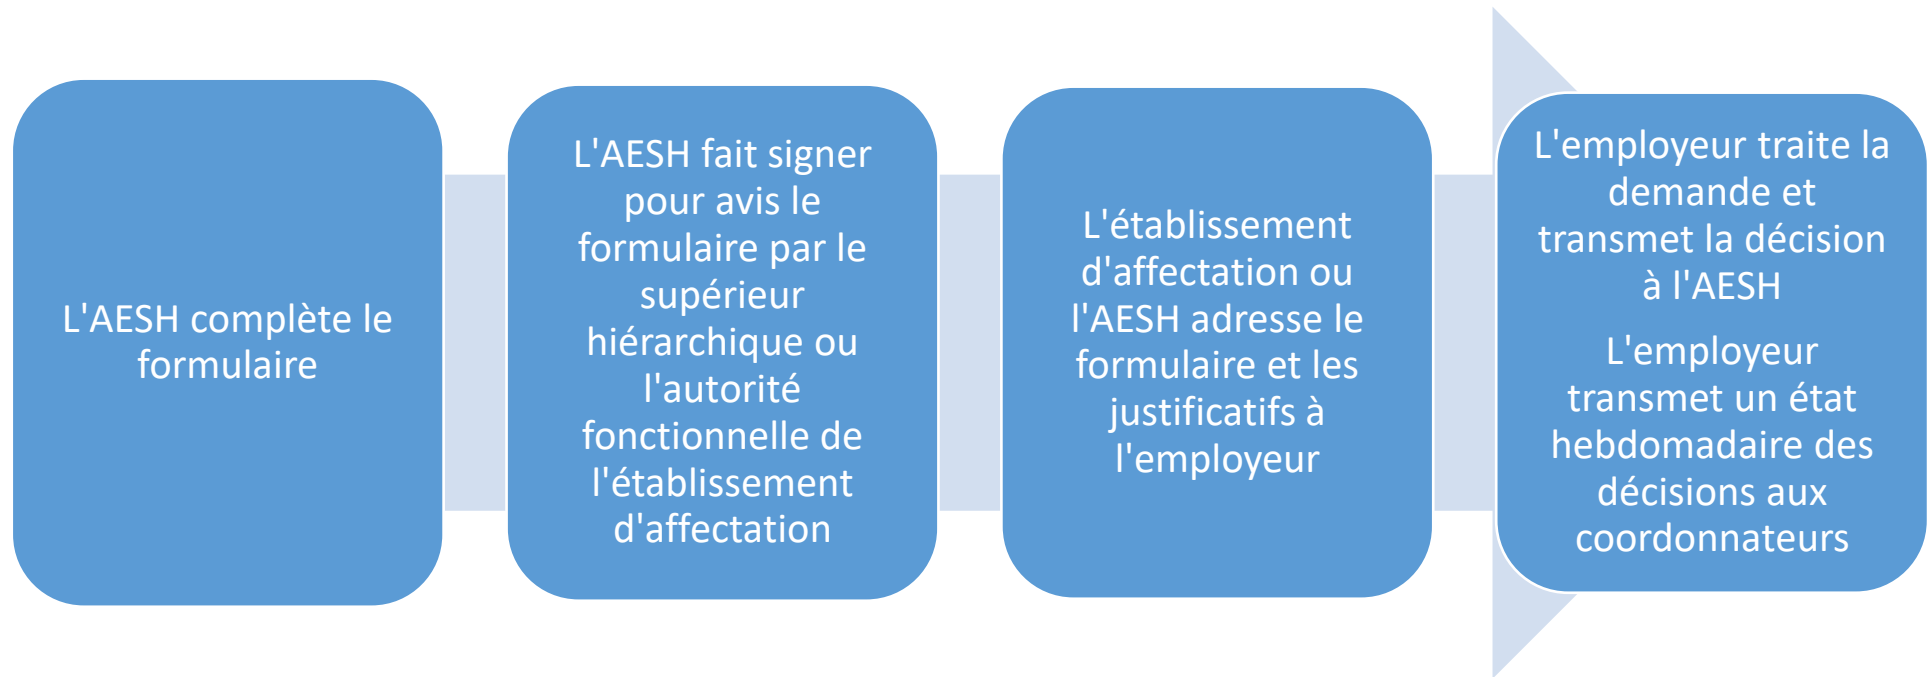 L'AESH complète le
formulaire
L'AESH fait signer
pour avis le
formulaire par le
supérieur
hiérarchique ou
l'autorité
fonctionnelle de
l'établissement
d'affectation
L'établissement
d'affectation ou
l'AESH adresse le
formulaire et les
justificatifs à
l'employeur
L'employeur traite la
demande et
transmet la décision
à l'AESH
L'employeur
transmet un état
hebdomadaire des
décisions aux
coordonnateurs